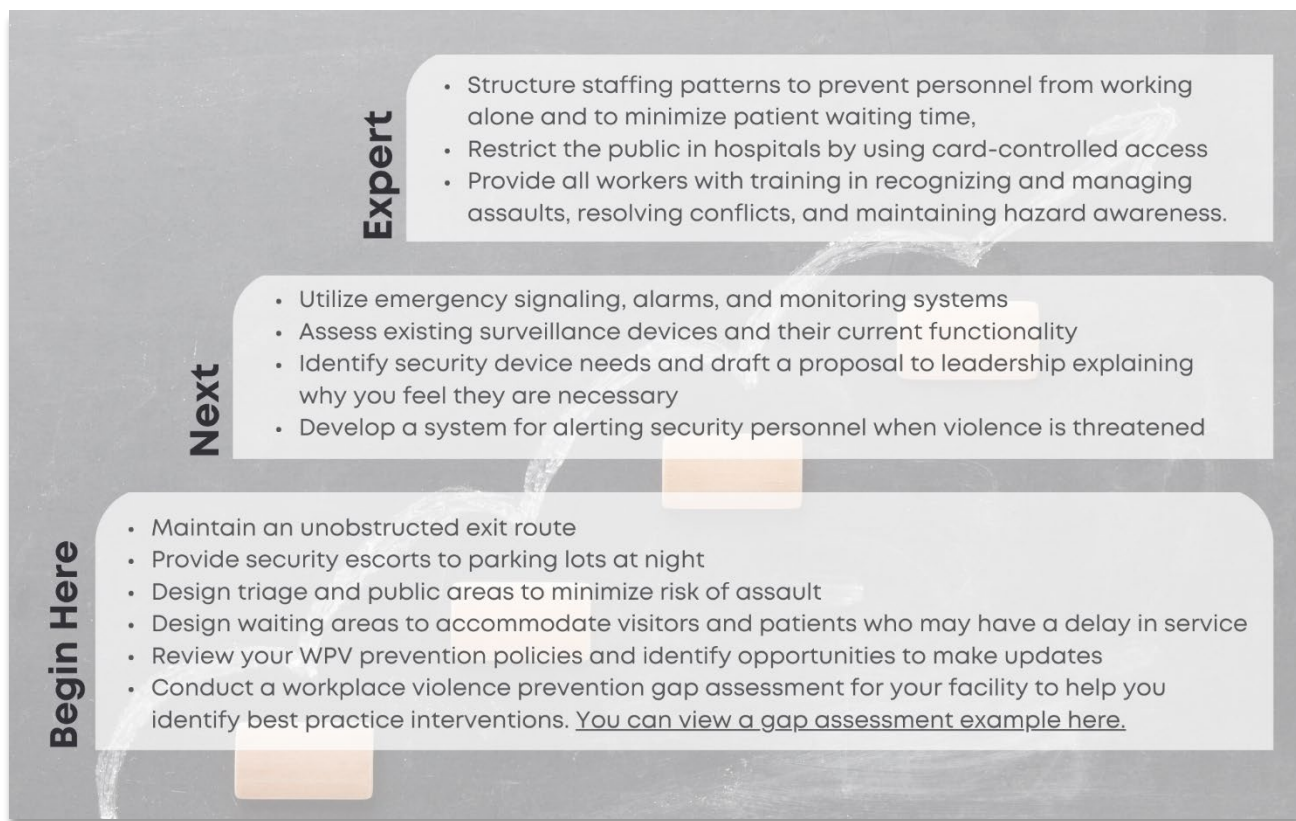 Expert
• Structure staffing patterns to prevent personnel from working
alone and to minimize patient waiting time,
• Restrict the public in hospitals by using card-controlled access
• Provide all workers with training in recognizing and managing
assaults, resolving conflicts, and maintaining hazard awareness.
Next
• Utilize emergency signaling, alarms, and monitoring systems
• Assess existing surveillance devices and their current functionality
• Identify security device needs and draft a proposal to leadership explaining
why you feel they are necessary
• Develop a system for alerting security personnel when violence is threatened
Begin Here
• Maintain an unobstructed exit route
• Provide security escorts to parking lots at night
• Design triage and public areas to minimize risk of assault
• Design waiting areas to accommodate visitors and patients who may have a delay in service
• Review your WPV prevention policies and identify opportunities to make updates
• Conduct a workplace violence prevention gap assessment for your facility to help you
identify best practice interventions. You can view a gap assessment example here.